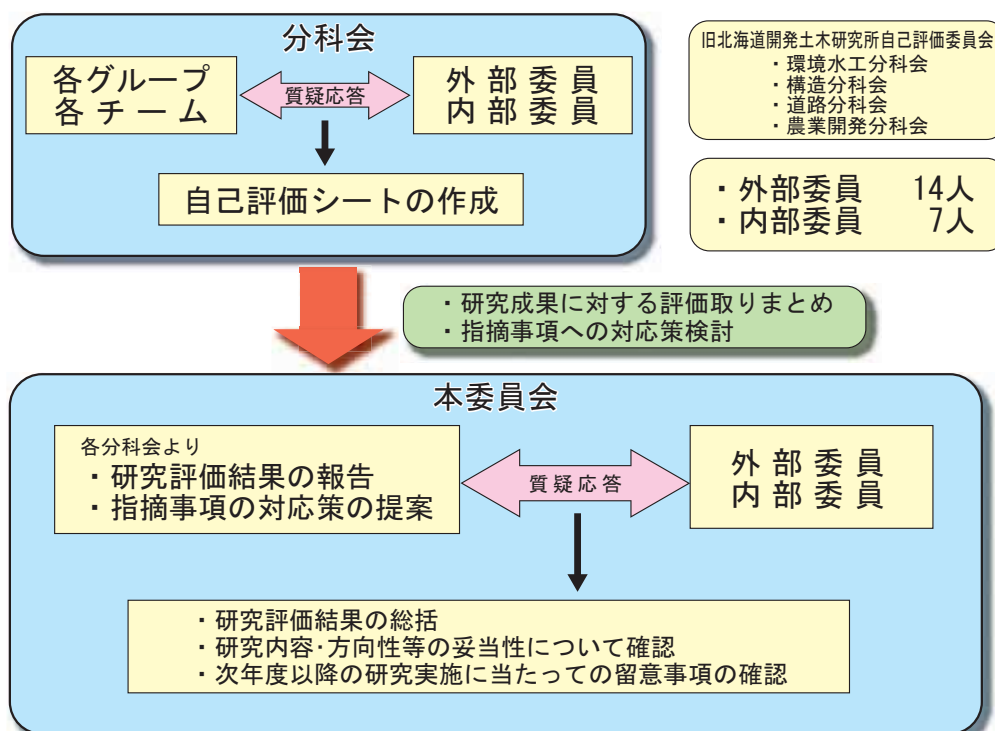 分科会
各グループ
各チーム
質疑応答
外部委員
内部委員
自己評価シートの作成
旧北海道開発土木研究所自己評価委員会
・環境水工分科会
・構造分科会
・道路分科会
・農業開発分科会
・外部委員 14人
・内部委員 7人
・研究成果に対する評価取りまとめ
・指摘事項への対応策検討
本委員会
各分科会より
・研究評価結果の報告
・指摘事項の対応策の提案
質疑応答
外部委員
内部委員
・研究評価結果の総括
・研究内容・方向性等の妥当性について確認
・次年度以降の研究実施に当たっての留意事項の確認